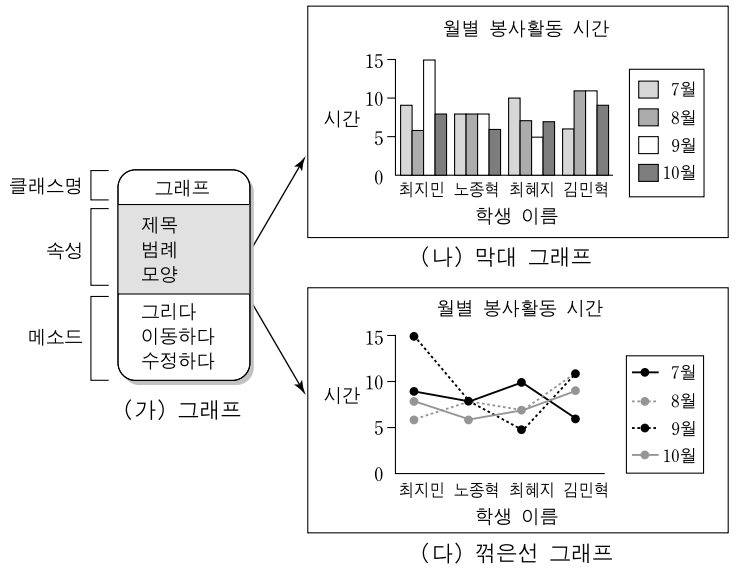 클래스명
속성
메소드
그래프
제목
범례
모양
그리다
이동하다
수정하다
(가) 그래프
월별 봉사활동 시간
시간
15
10
5
0
최지민 노종혁 최혜지 김민혁
학생 이름
7월
8월
9월
10월
(나) 막대 그래프
월별 봉사활동 시간
시간
15
10
5
0
최지민 노종혁 최혜지 김민혁
학생 이름
7월
8월
9월
10월
(다) 꺾은선 그래프